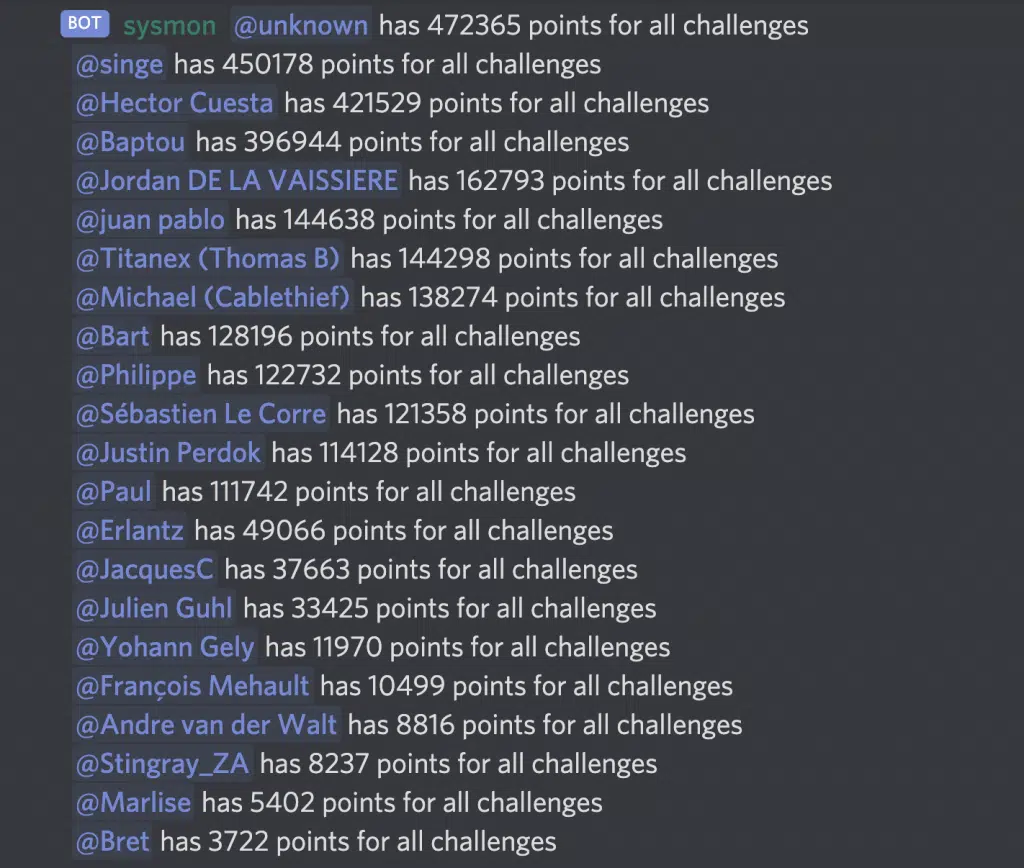 BOT sysmon @unknown has 472365 points for all challenges
@singe has 450178 points for all challenges
@Hector Cuesta has 421529 points for all challenges
@Baptou has 396944 points for all challenges
@Jordan DE LA VAISSIERE has 162793 points for all challenges
@juan pablo has 144638 points for all challenges
@Titanex (Thomas B) has 144298 points for all challenges
@Michael (Cablethief) has 138274 points for all challenges
@Bart has 128196 points for all challenges
@Philippe has 122732 points for all challenges
@Sébastien Le Corre has 121358 points for all challenges
@Justin Perdok has 114128 points for all challenges
@Paul has 111742 points for all challenges
@Erlantz has 49066 points for all challenges
@JacquesC has 37663 points for all challenges
@Julien Guhl has 33425 points for all challenges
@Yohann Gely has 11970 points for all challenges
@François Mehault has 10499 points for all challenges
@Andre van der Walt has 8816 points for all challenges
@Stingray_ZA has 8237 points for all challenges
@Marlise has 5402 points for all challenges
@Bret has 3722 points for all challenges